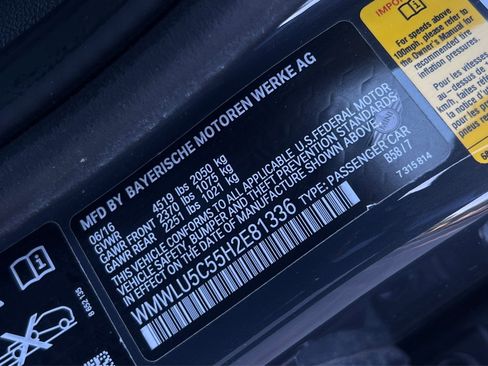 MFD BY BAYERISCHE MOTOREN WERKE AG
06/16
GVWR 4519 lbs 2050 kg
GAWR FRONT 2370 lbs 1075 kg
GAWR REAR 2251 lbs 1021 kg
THIS VEHICLE CONFORMS TO ALL APPLICABLE U.S. FEDERAL MOTOR
VEHICLE SAFETY, BUMPER AND THEFT PREVENTION STANDARDS
IN EFFECT ON THE DATE OF MANUFACTURE SHOWN ABOVE.
WMWLU5C55H2E81336 TYPE: PASSENGER CAR
B58/7
7 315 814
8 652 135
For speeds above
100mph, refer to
the Owner's Manual for
recommended tire
inflation pressures.
Pour les vitesses
au-dessus de
km/h,
faites
les